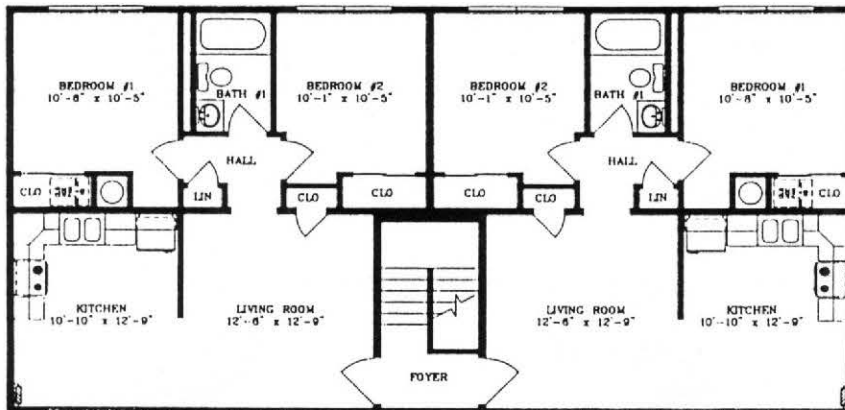 BEDROOM #1
10'-6" x 10'-5"
BATH #1
BEDROOM #2
10'-1" x 10'-5"
BEDROOM #2
10'-1" x 10'-5"
BATH #1
BEDROOM #1
10'-6" x 10'-5"
HALL
HALL
CLO
LIN
CLO
CLO
CLO
CLO
LIN
CLO
KITCHEN
10'-10" x 12'-9"
LIVING ROOM
12'-6" x 12'-9"
LIVING ROOM
12'-6" x 12'-9"
KITCHEN
10'-10" x 12'-9"
FOYER